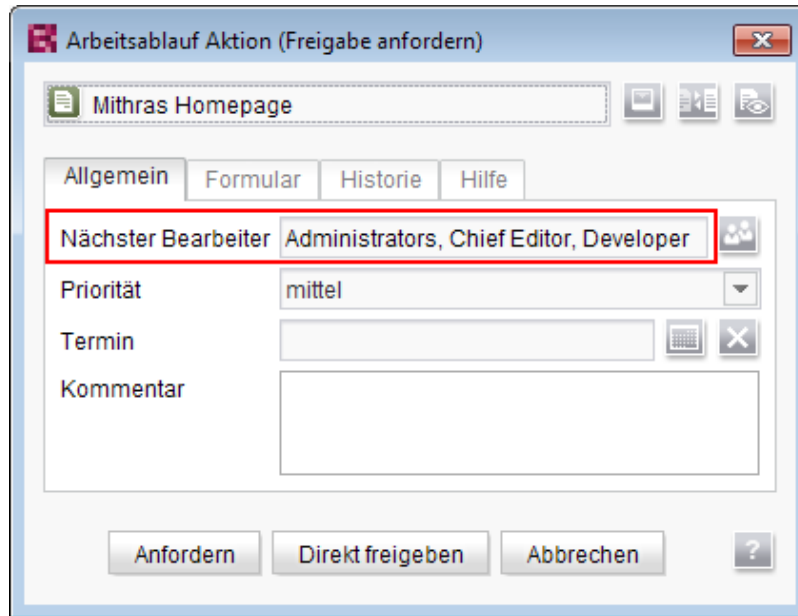 Arbeitsablauf Aktion (Freigabe anfordern)
Mithras Homepage
Allgemein Formular Historie Hilfe
Nächster Bearbeiter Administrators, Chief Editor, Developer
Priorität mittel
Termin
Kommentar
Anfordern Direkt freigeben Abbrechen ?